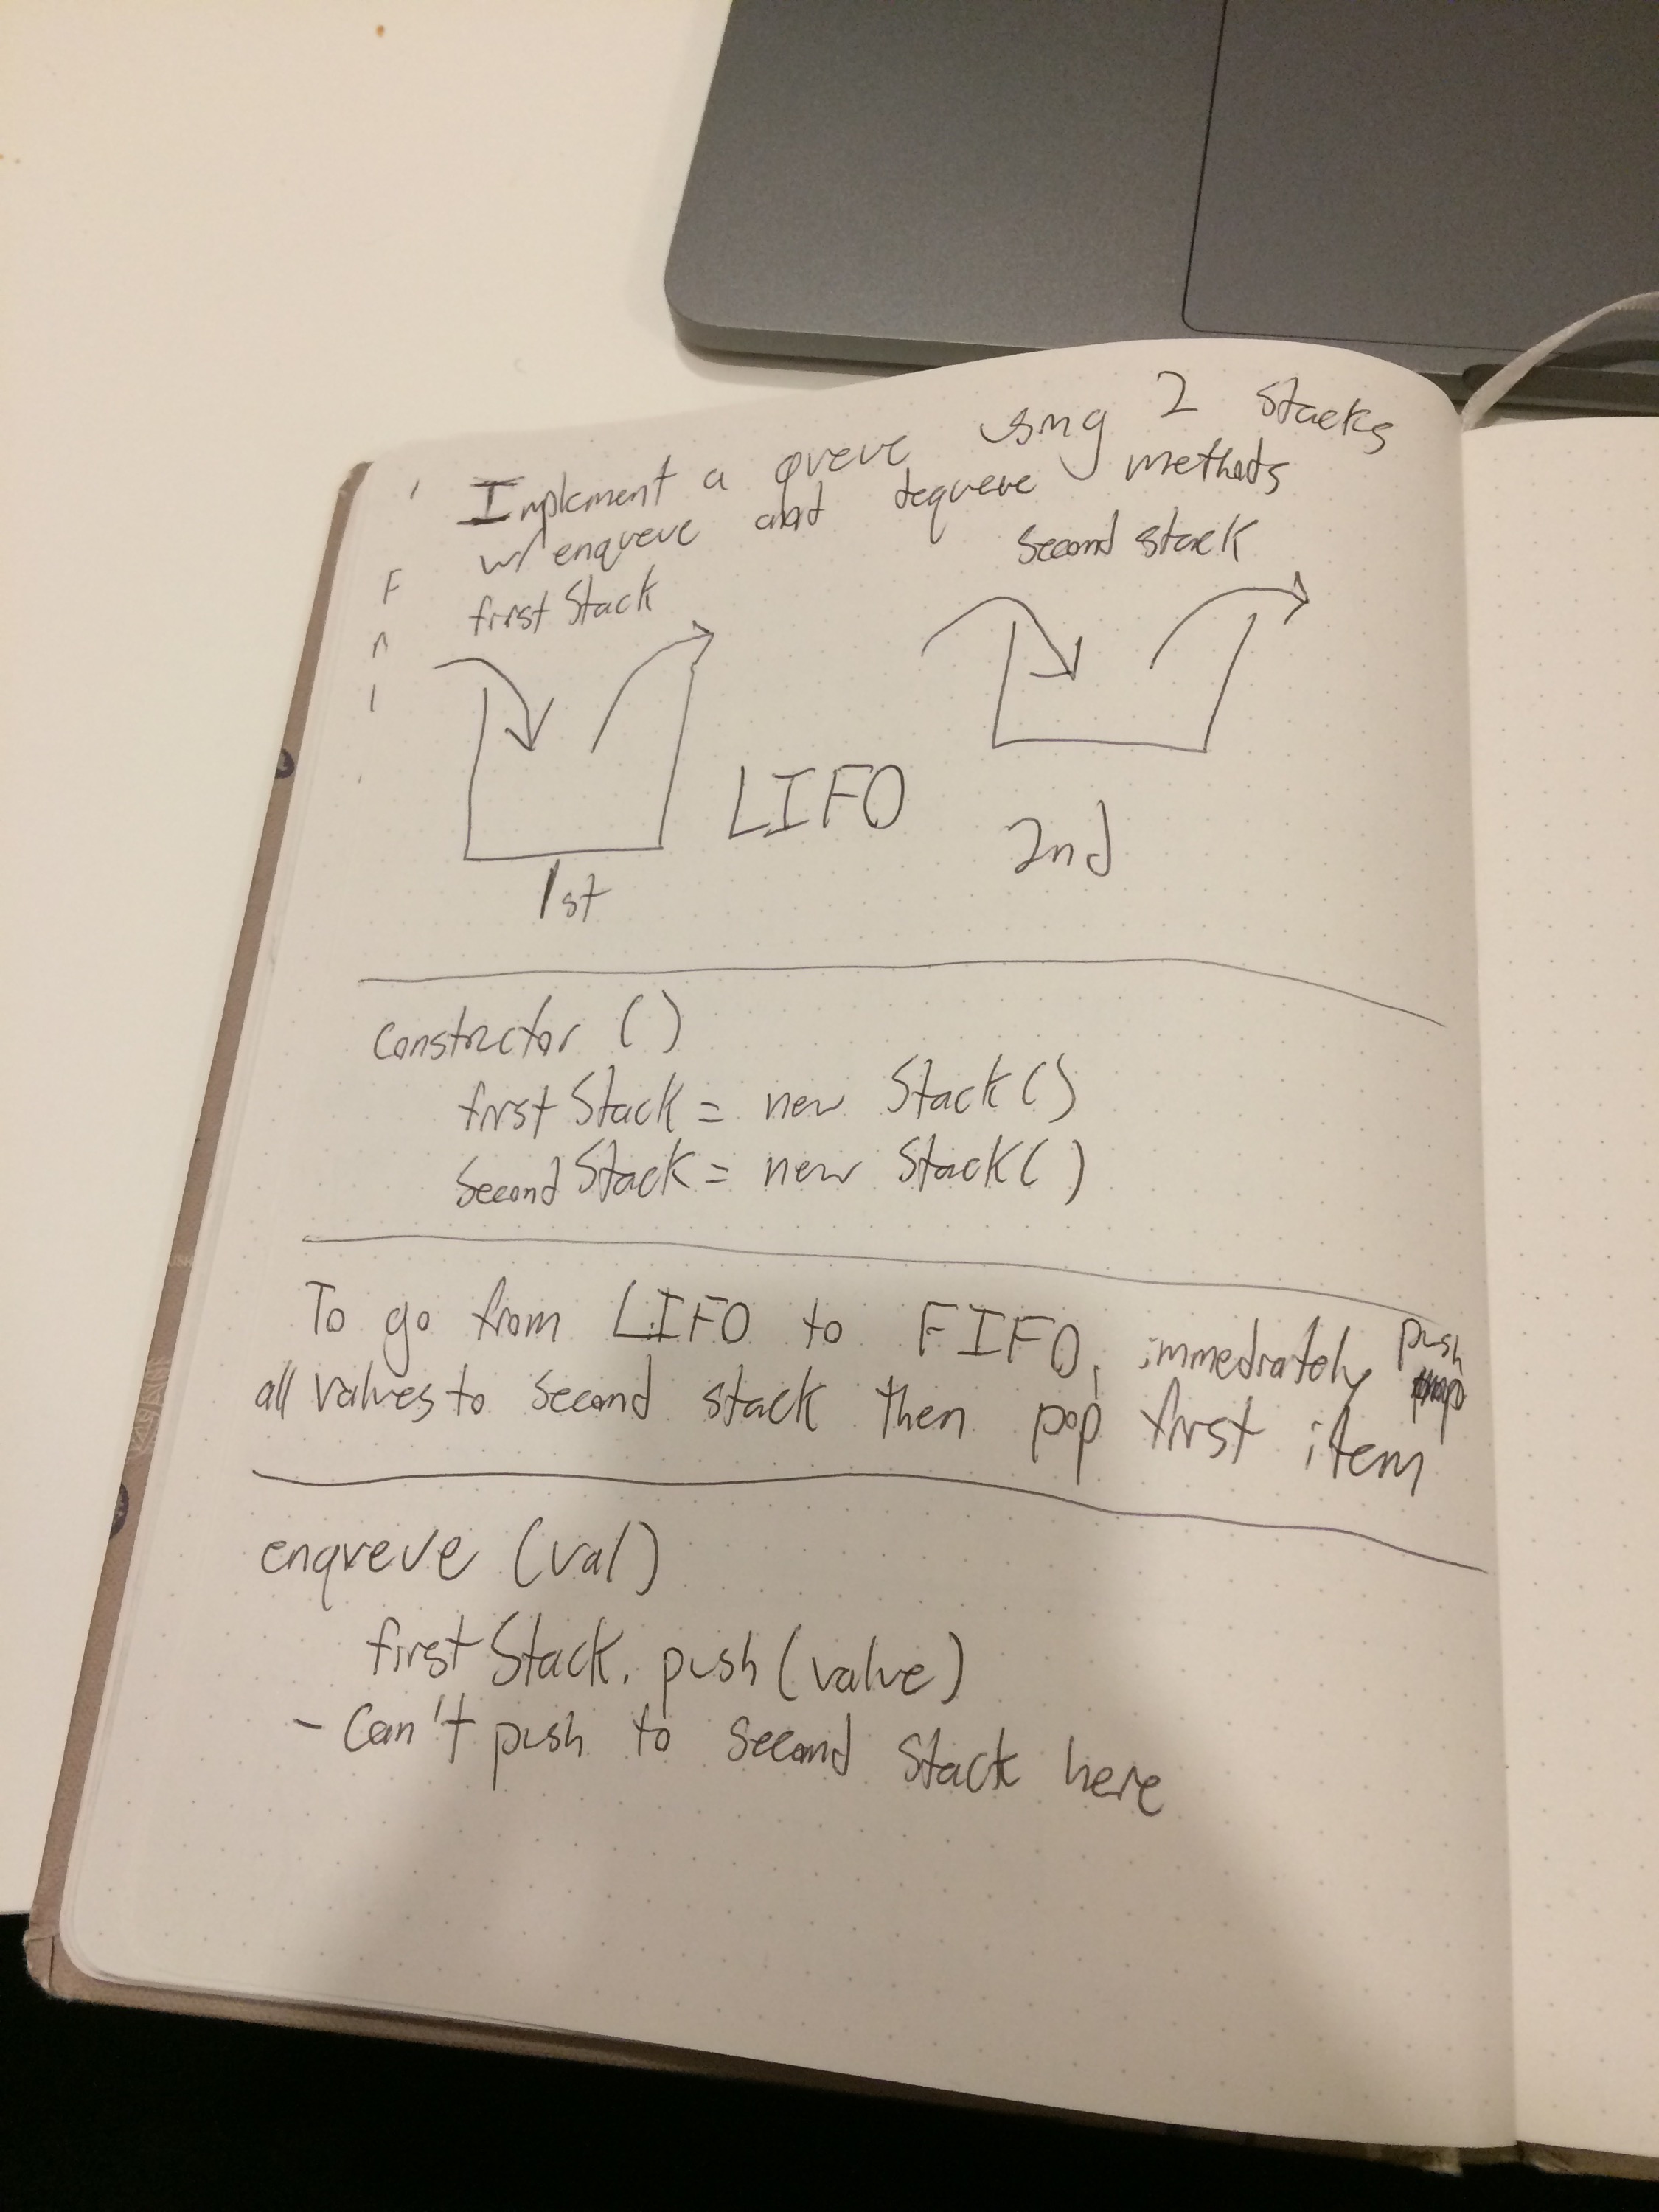 Implement a queue using 2 stacks
w/ enqueue and dequeue methods
first Stack
second stack
LIFO
1st
2nd
constructor ()
first Stack = new Stack()
Second Stack = new Stack()
To go from LIFO to FIFO, immediately push
all values to second stack then pop first item
enqueue (val)
first Stack. push (value)
- Can't push to second stack here